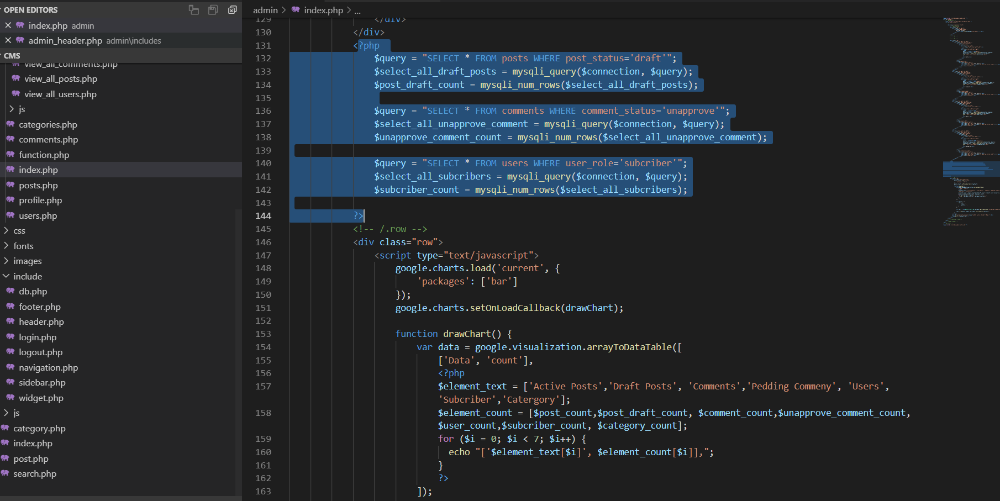 OPEN EDITORS
index.php admin
admin_header.php admin\includes
CMS
view_all_comments.php
view_all_posts.php
view_all_users.php
js
categories.php
comments.php
function.php
index.php
posts.php
profile.php
users.php
css
fonts
images
include
db.php
footer.php
header.php
login.php
logout.php
navigation.php
sidebar.php
widget.php
js
category.php
index.php
post.php
search.php
admin > index.php > ...
129 </div>
130 </div>
131 <?php
132 $query = "SELECT * FROM posts WHERE post_status='draft'";
133 $select_all_draft_posts = mysqli_query($connection, $query);
134 $post_draft_count = mysqli_num_rows($select_all_draft_posts);
135
136 $query = "SELECT * FROM comments WHERE comment_status='unapprove'";
137 $select_all_unapprove_comment = mysqli_query($connection, $query);
138 $unapprove_comment_count = mysqli_num_rows($select_all_unapprove_comment);
139
140 $query = "SELECT * FROM users WHERE user_role='subcriber'";
141 $select_all_subcribers = mysqli_query($connection, $query);
142 $subcriber_count = mysqli_num_rows($select_all_subcribers);
143
144 ?>
145 <!-- /.row -->
146 <div class="row">
147 <script type="text/javascript">
148 google.charts.load('current', {
149 'packages': ['bar']
150 });
151 google.charts.setOnLoadCallback(drawChart);
152
153 function drawChart() {
154 var data = google.visualization.arrayToDataTable([
155 ['Data', 'count'],
156 <?php
157 $element_text = ['Active Posts','Draft Posts', 'Comments','Pedding Commeny', 'Users',
'Subcriber','Catergory'];
158 $element_count = [$post_count,$post_draft_count, $comment_count,$unapprove_comment_count,
$user_count,$subcriber_count, $category_count];
159 for ($i = 0; $i < 7; $i++) {
160 echo "['$element_text[$i]', $element_count[$i]],";
161 }
162 ?>
163 ]);